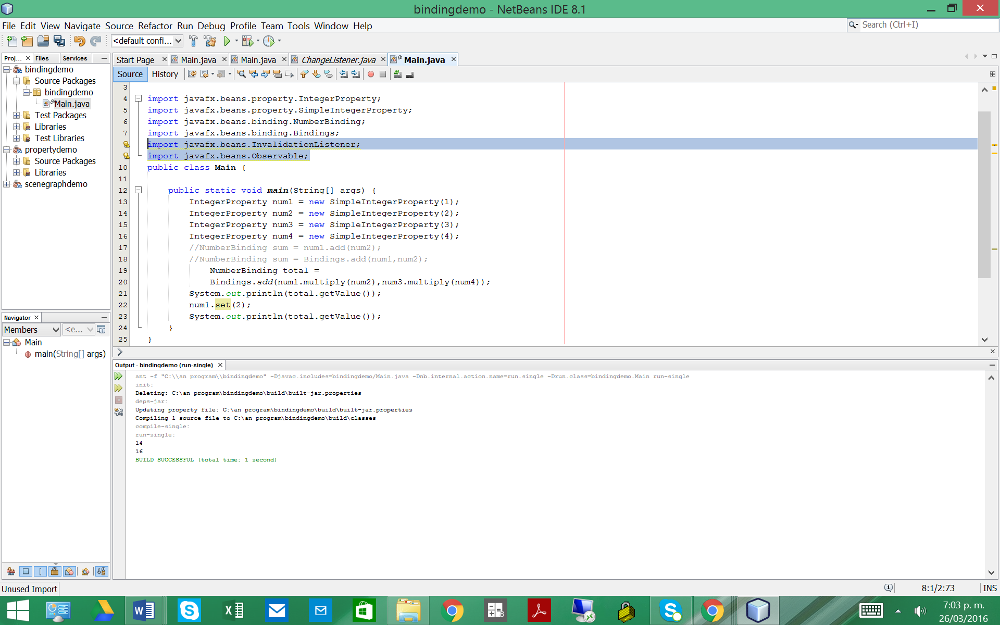 bindingdemo - NetBeans IDE 8.1
File Edit View Navigate Source Refactor Run Debug Profile Team Tools Window Help
Search (Ctrl+I)
<default confi...
Proj... Files Services
Start Page Main.java Main.java ChangeListener.java Main.java
Source History
bindingdemo
Source Packages
bindingdemo
Main.java
Test Packages
Libraries
Test Libraries
propertydemo
Source Packages
Libraries
scenegraphdemo
3
4 import javafx.beans.property.IntegerProperty;
5 import javafx.beans.property.SimpleIntegerProperty;
6 import javafx.beans.binding.NumberBinding;
7 import javafx.beans.binding.Bindings;
import javafx.beans.InvalidationListener;
import javafx.beans.Observable;
10 public class Main {
11
12 public static void main(String[] args) {
13 IntegerProperty num1 = new SimpleIntegerProperty(1);
14 IntegerProperty num2 = new SimpleIntegerProperty(2);
15 IntegerProperty num3 = new SimpleIntegerProperty(3);
16 IntegerProperty num4 = new SimpleIntegerProperty(4);
17 //NumberBinding sum = num1.add(num2);
18 //NumberBinding sum = Bindings.add(num1,num2);
19 NumberBinding total =
20 Bindings.add(num1.multiply(num2),num3.multiply(num4));
21 System.out.println(total.getValue());
22 num1.set(2);
23 System.out.println(total.getValue());
24 }
25 }
Navigator
Members <e...
Main
main(String[] args)
Output - bindingdemo (run-single)
ant -f "C:\\an program\\bindingdemo" -Djavac.includes=bindingdemo/Main.java -Dnb.internal.action.name=run.single -Drun.class=bindingdemo.Main run-single
init:
Deleting: C:\an program\bindingdemo\build\built-jar.properties
deps-jar:
Updating property file: C:\an program\bindingdemo\build\built-jar.properties
Compiling 1 source file to C:\an program\bindingdemo\build\classes
compile-single:
run-single:
14
16
BUILD SUCCESSFUL (total time: 1 second)
Unused Import
8:1/2:73 INS
7:03 p. m.
26/03/2016